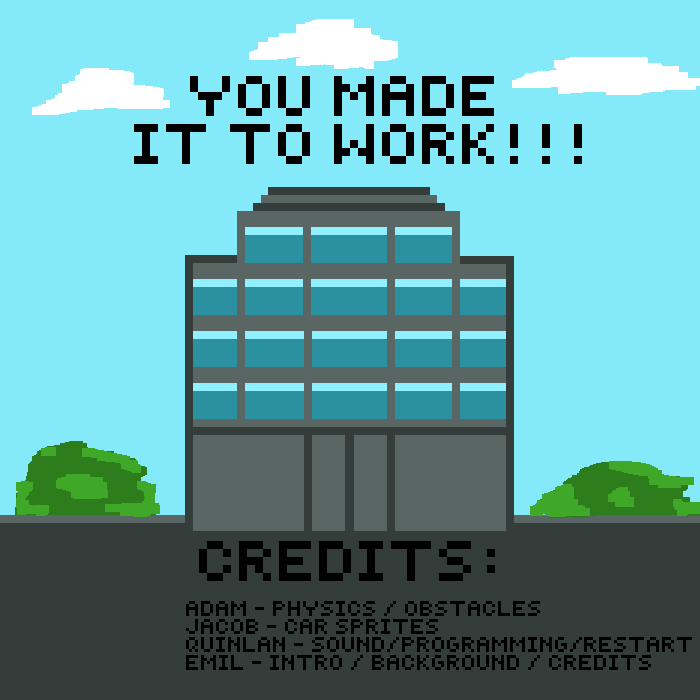 YOU MADE
IT TO WORK!!!
CREDITS:
ADAM - PHYSICS / OBSTACLES
JACOB - CAR SPRITES
QUINLAN - SOUND/PROGRAMMING/RESTART
EMIL - INTRO / BACKGROUND / CREDITS